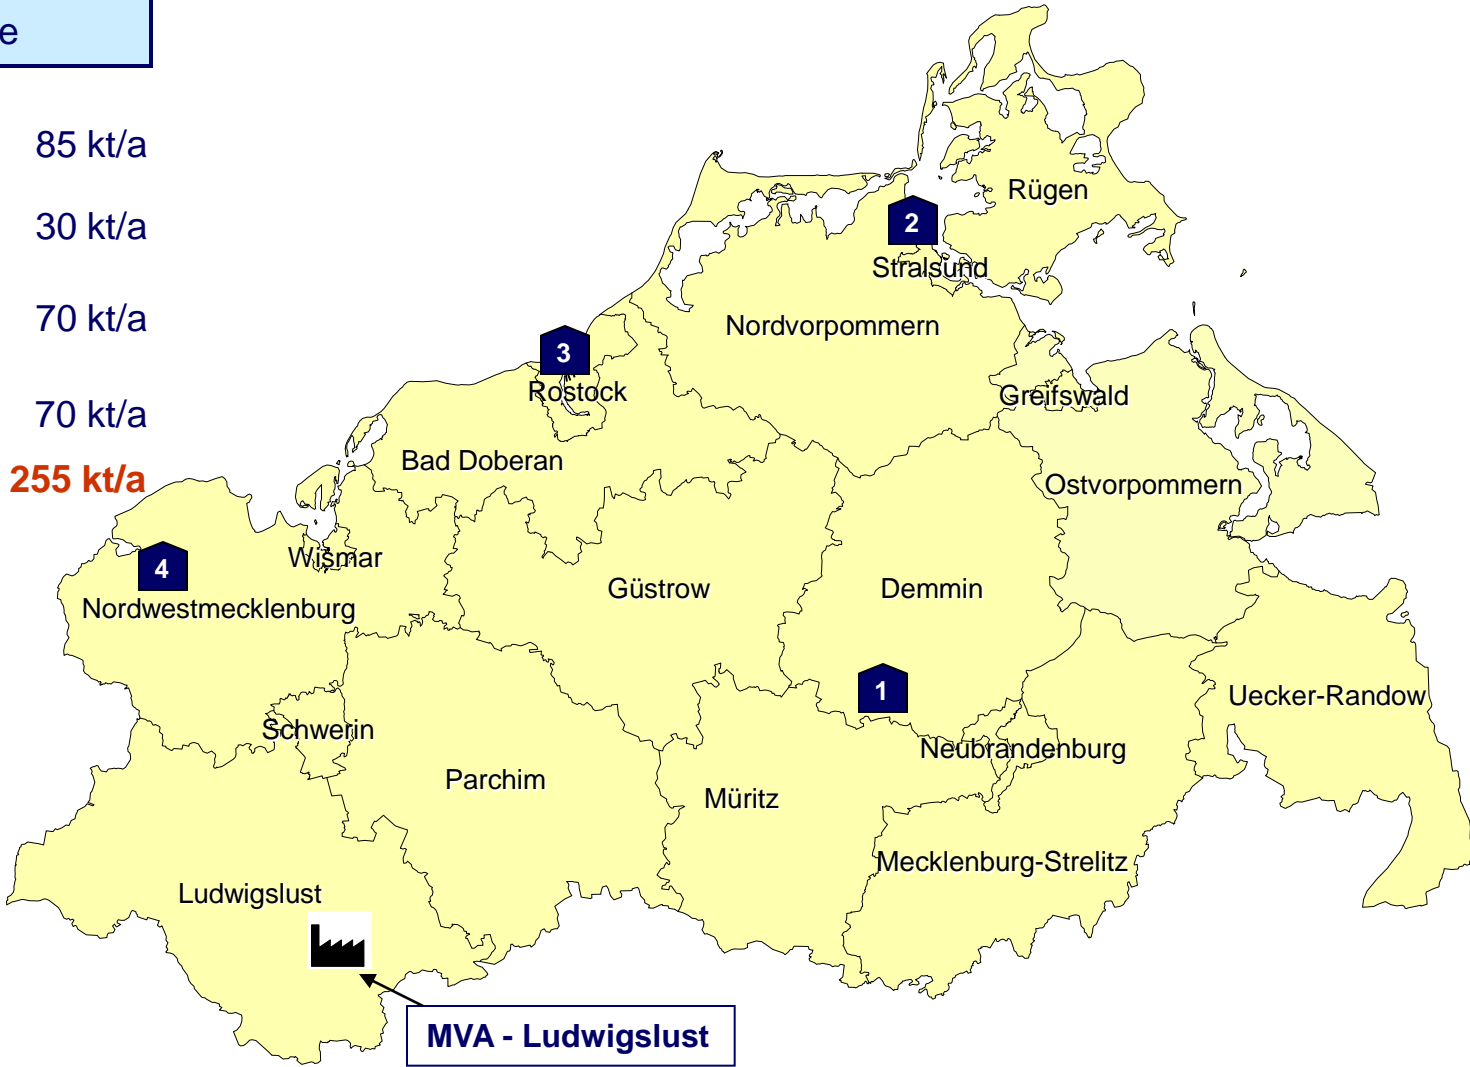 e
85 kt/a
30 kt/a
70 kt/a
70 kt/a
255 kt/a
Rügen
2
Stralsund
Nordvorpommern
3
Rostock
Greifswald
Bad Doberan
Ostvorpommern
Wismar
4
Nordwestmecklenburg
Güstrow
Demmin
1
Uecker-Randow
Schwerin
Neubrandenburg
Parchim
Müritz
Mecklenburg-Strelitz
Ludwigslust
MVA - Ludwigslust